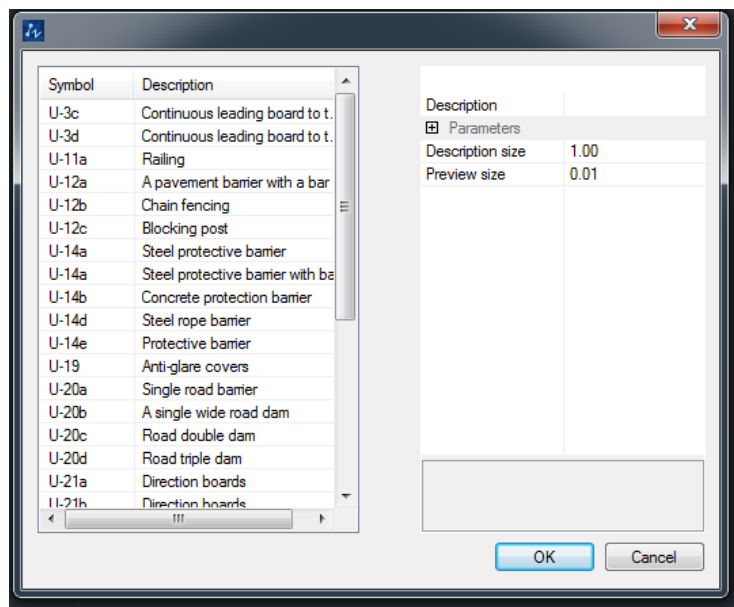 Symbol Description
U-3c Continuous leading board to t.
U-3d Continuous leading board to t.
U-11a Railing
U-12a A pavement barrier with a bar
U-12b Chain fencing
U-12c Blocking post
U-14a Steel protective barrier
U-14a Steel protective barrier with ba
U-14b Concrete protection barrier
U-14d Steel rope barrier
U-14e Protective barrier
U-19 Anti-glare covers
U-20a Single road barrier
U-20b A single wide road dam
U-20c Road double dam
U-20d Road triple dam
U-21a Direction boards
U-21b Direction boards
Description
Parameters
Description size 1.00
Preview size 0.01
OK Cancel